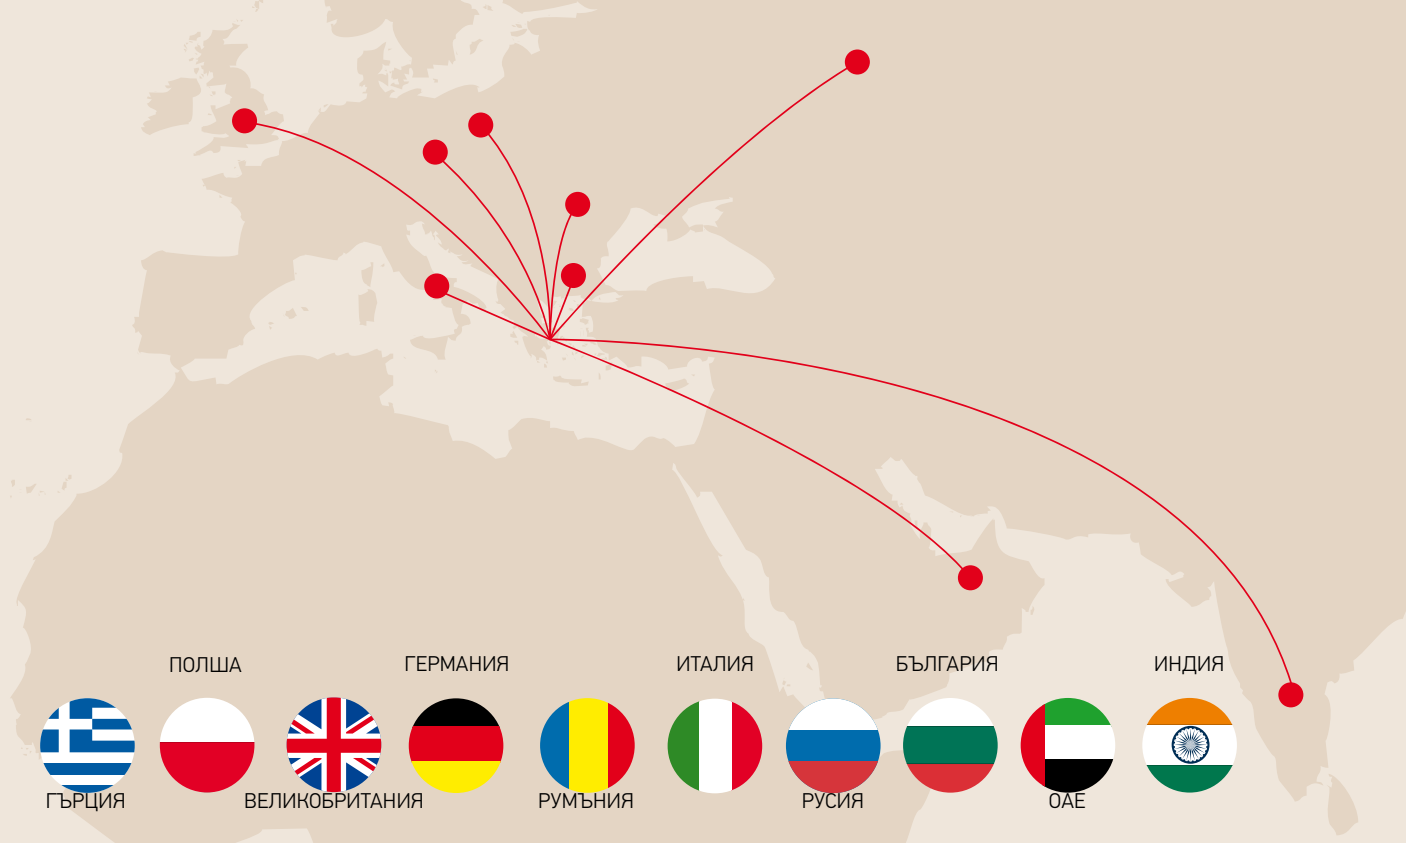 ПОЛША
ГЕРМАНИЯ
ИТАЛИЯ
БЪЛГАРИЯ
ИНДИЯ
ГЪРЦИЯ
ВЕЛИКОБРИТАНИЯ
РУМЪНИЯ
РУСИЯ
ОАЕ